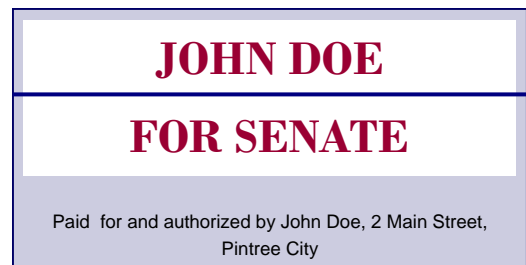 JOHN DOE
FOR SENATE
Paid for and authorized by John Doe, 2 Main Street,
Pintree City